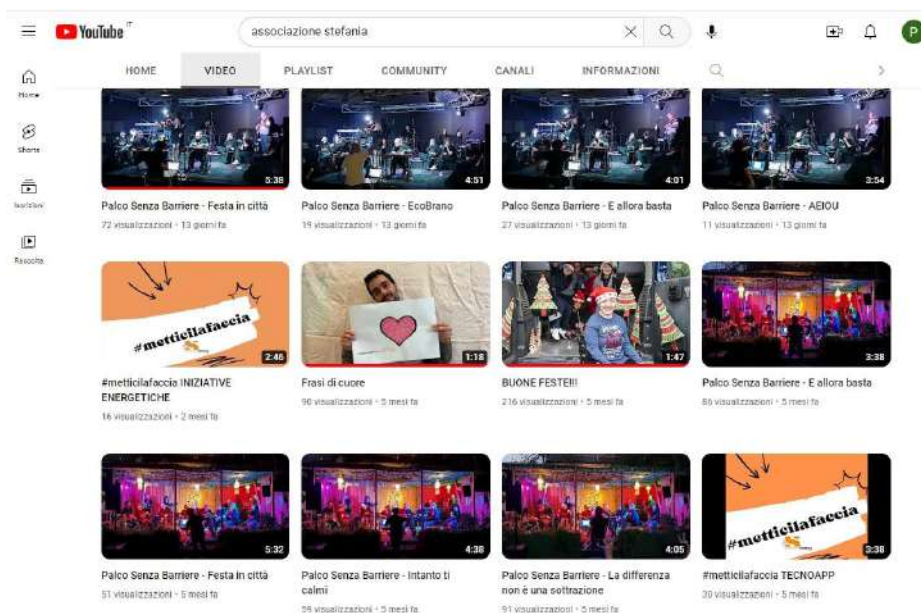 YouTube IT
associazione stefania
P
HOME VIDEO PLAYLIST COMMUNITY CANALI INFORMAZIONI
Home
Shorts
Iscrizioni
Raccolta
5:38 4:51 4:01 3:54
Palco Senza Barriere - Festa in città
72 visualizzazioni • 13 giorni fa
Palco Senza Barriere - EcoBrano
19 visualizzazioni • 13 giorni fa
Palco Senza Barriere - E allora basta
27 visualizzazioni • 13 giorni fa
Palco Senza Barriere - AEIOU
11 visualizzazioni • 13 giorni fa
#metticilafaccia
2:46 1:18 1:47 3:38
#metticilafaccia INIZIATIVE
ENERGETICHE
16 visualizzazioni • 2 mesi fa
Frasi di cuore
90 visualizzazioni • 5 mesi fa
BUONE FESTE!!!
216 visualizzazioni • 5 mesi fa
Palco Senza Barriere - E allora basta
86 visualizzazioni • 5 mesi fa
#metticilafaccia
5:32 4:38 4:05 3:38
Palco Senza Barriere - Festa in città
51 visualizzazioni • 5 mesi fa
Palco Senza Barriere - Intanto ti
calmi
59 visualizzazioni • 5 mesi fa
Palco Senza Barriere - La differenza
non è una sottrazione
91 visualizzazioni • 5 mesi fa
#metticilafaccia TECNOAPP
30 visualizzazioni • 5 mesi fa